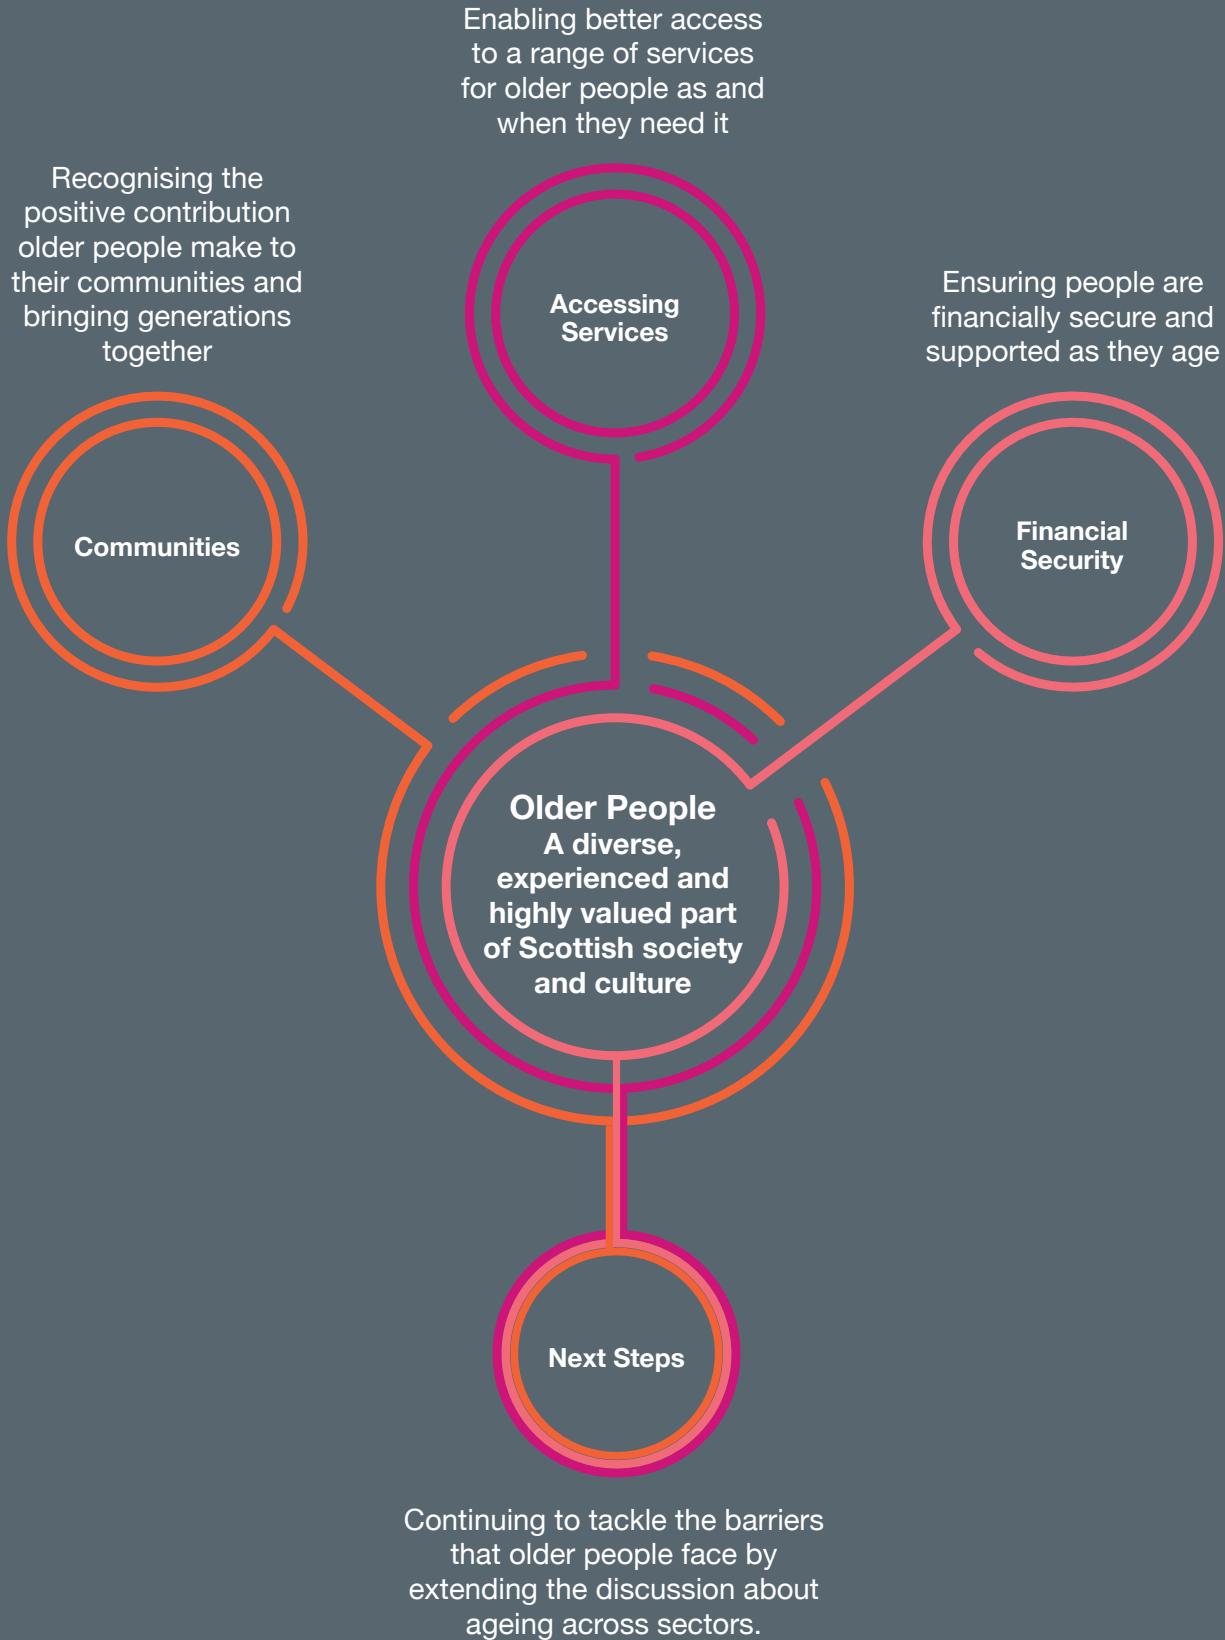 Enabling better access
to a range of services
for older people as and
when they need it
Recognising the
positive contribution
older people make to
their communities and
bringing generations
together
Accessing
Services
Ensuring people are
financially secure and
supported as they age
Communities
Financial
Security
Older People
A diverse,
experienced and
highly valued part
of Scottish society
and culture
Next Steps
Continuing to tackle the barriers
that older people face by
extending the discussion about
ageing across sectors.